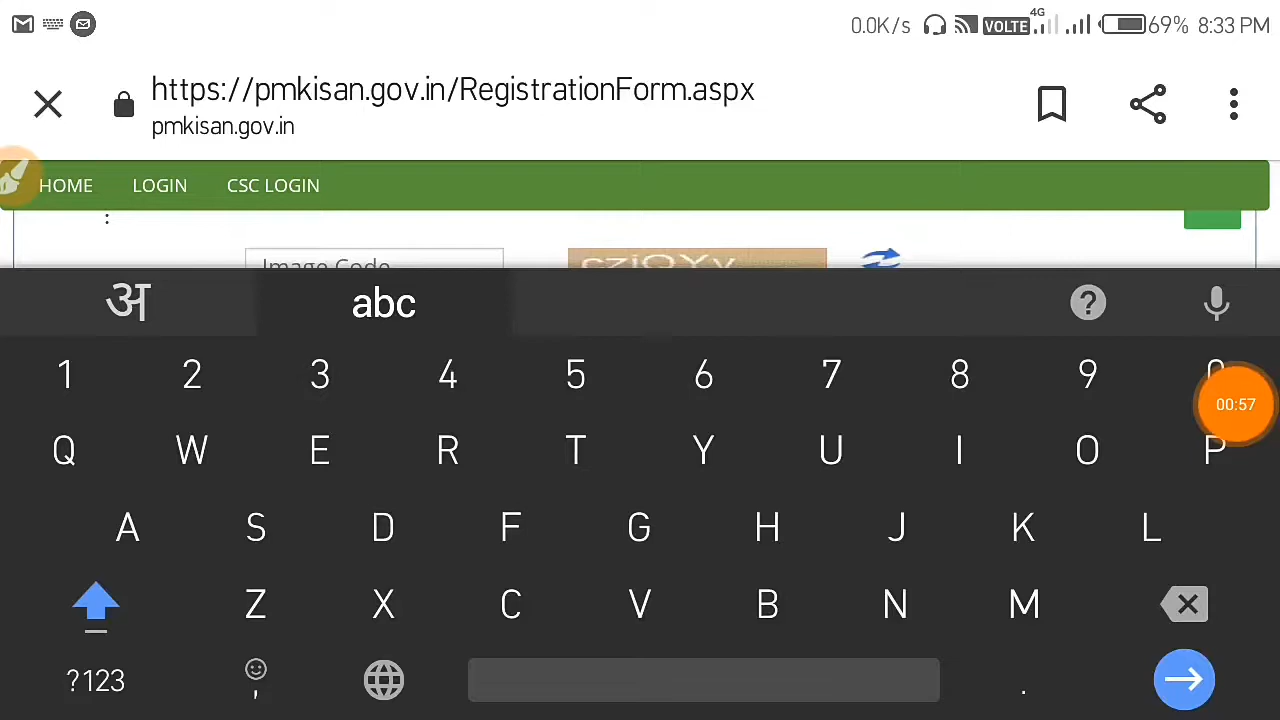 0.0K/s VOLTE 4G 69% 8:33 PM
https://pmkisan.gov.in/RegistrationForm.aspx
pmkisan.gov.in
HOME LOGIN CSC LOGIN
:
Image Code
अ abc ?
1 2 3 4 5 6 7 8 9 0
00:57
Q W E R T Y U I O P
A S D F G H J K L
Z X C V B N M
?123 , .